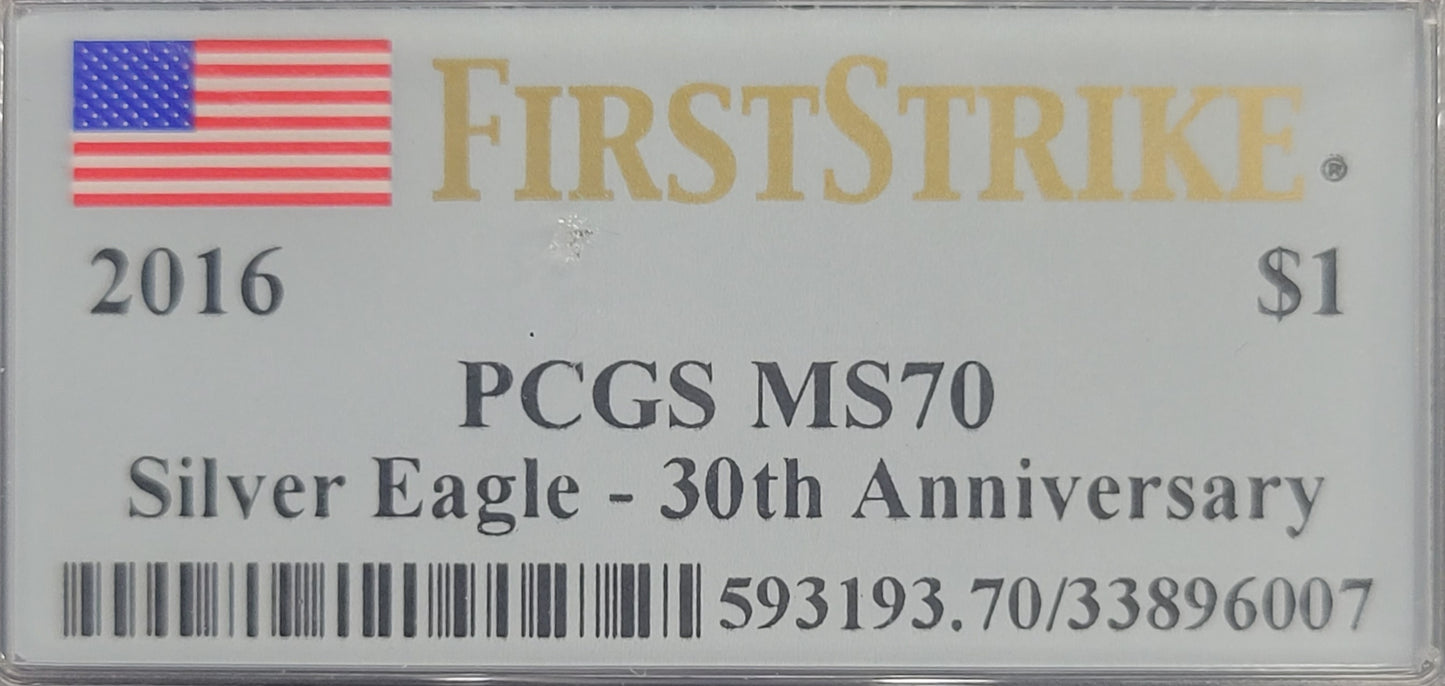 FIRSTSTRIKE®
2016 $1
PCGS MS70
Silver Eagle - 30th Anniversary
593193.70/33896007